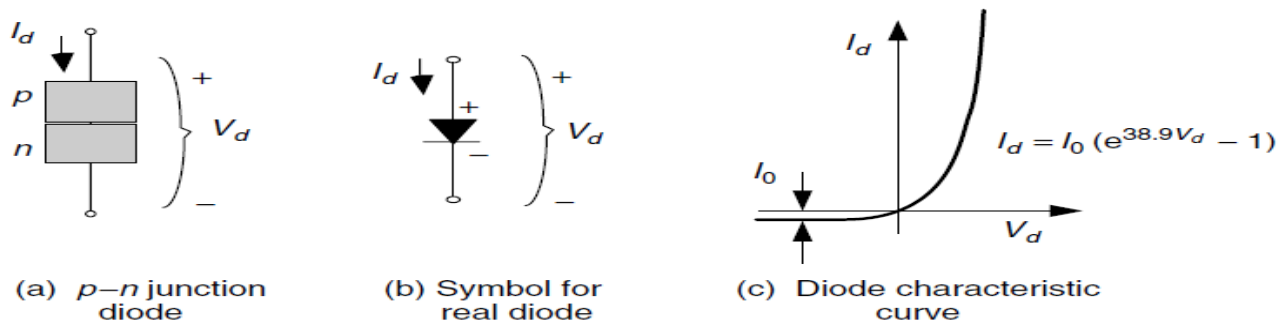 I_d
p
n
+
V_d
−
I_d
+
−
+
V_d
−
I_d
I_d = I_0 (e^{38.9V_d} − 1)
I_0
V_d
(a) p–n junction
diode
(b) Symbol for
real diode
(c) Diode characteristic
curve